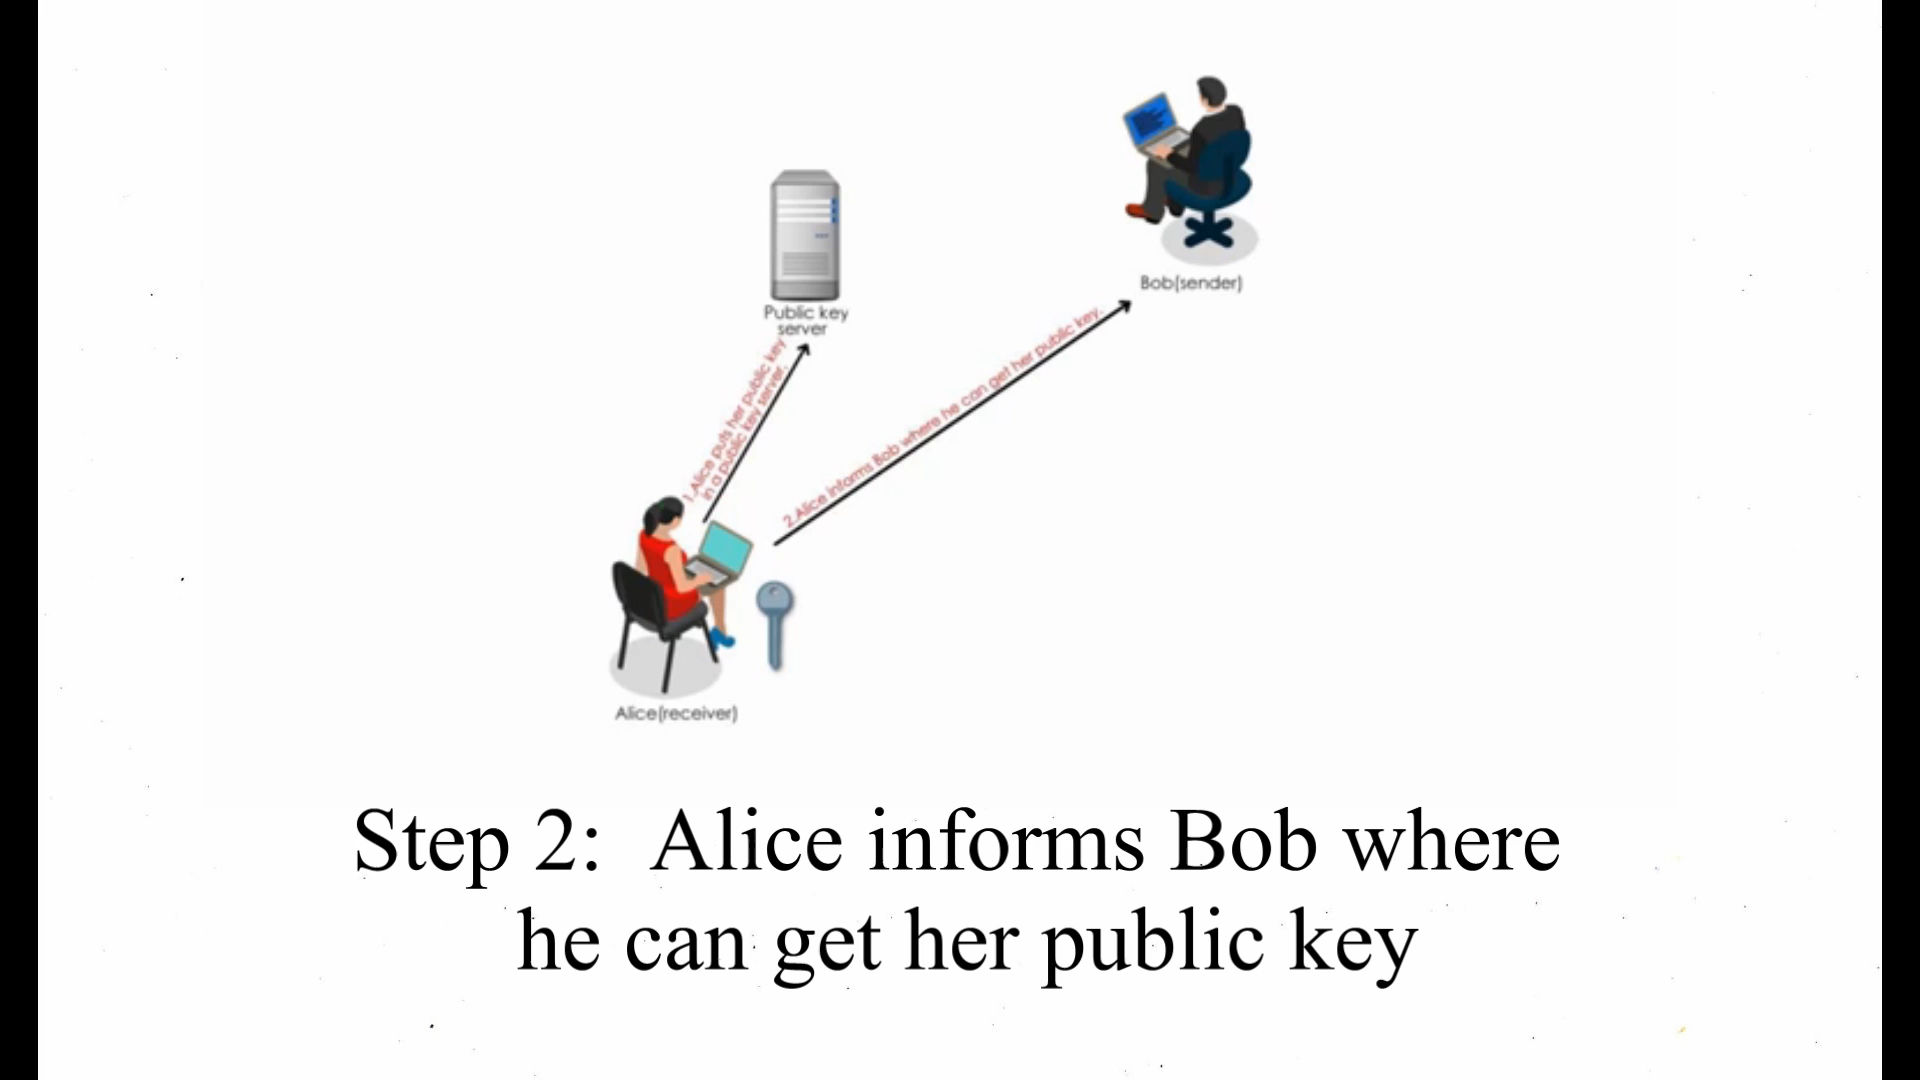 Bob(sender)
Public key
server
1.Alice puts her public key
in a public key server.
2.Alice informs Bob where he can get her public key.
Alice(receiver)
Step 2: Alice informs Bob where
he can get her public key